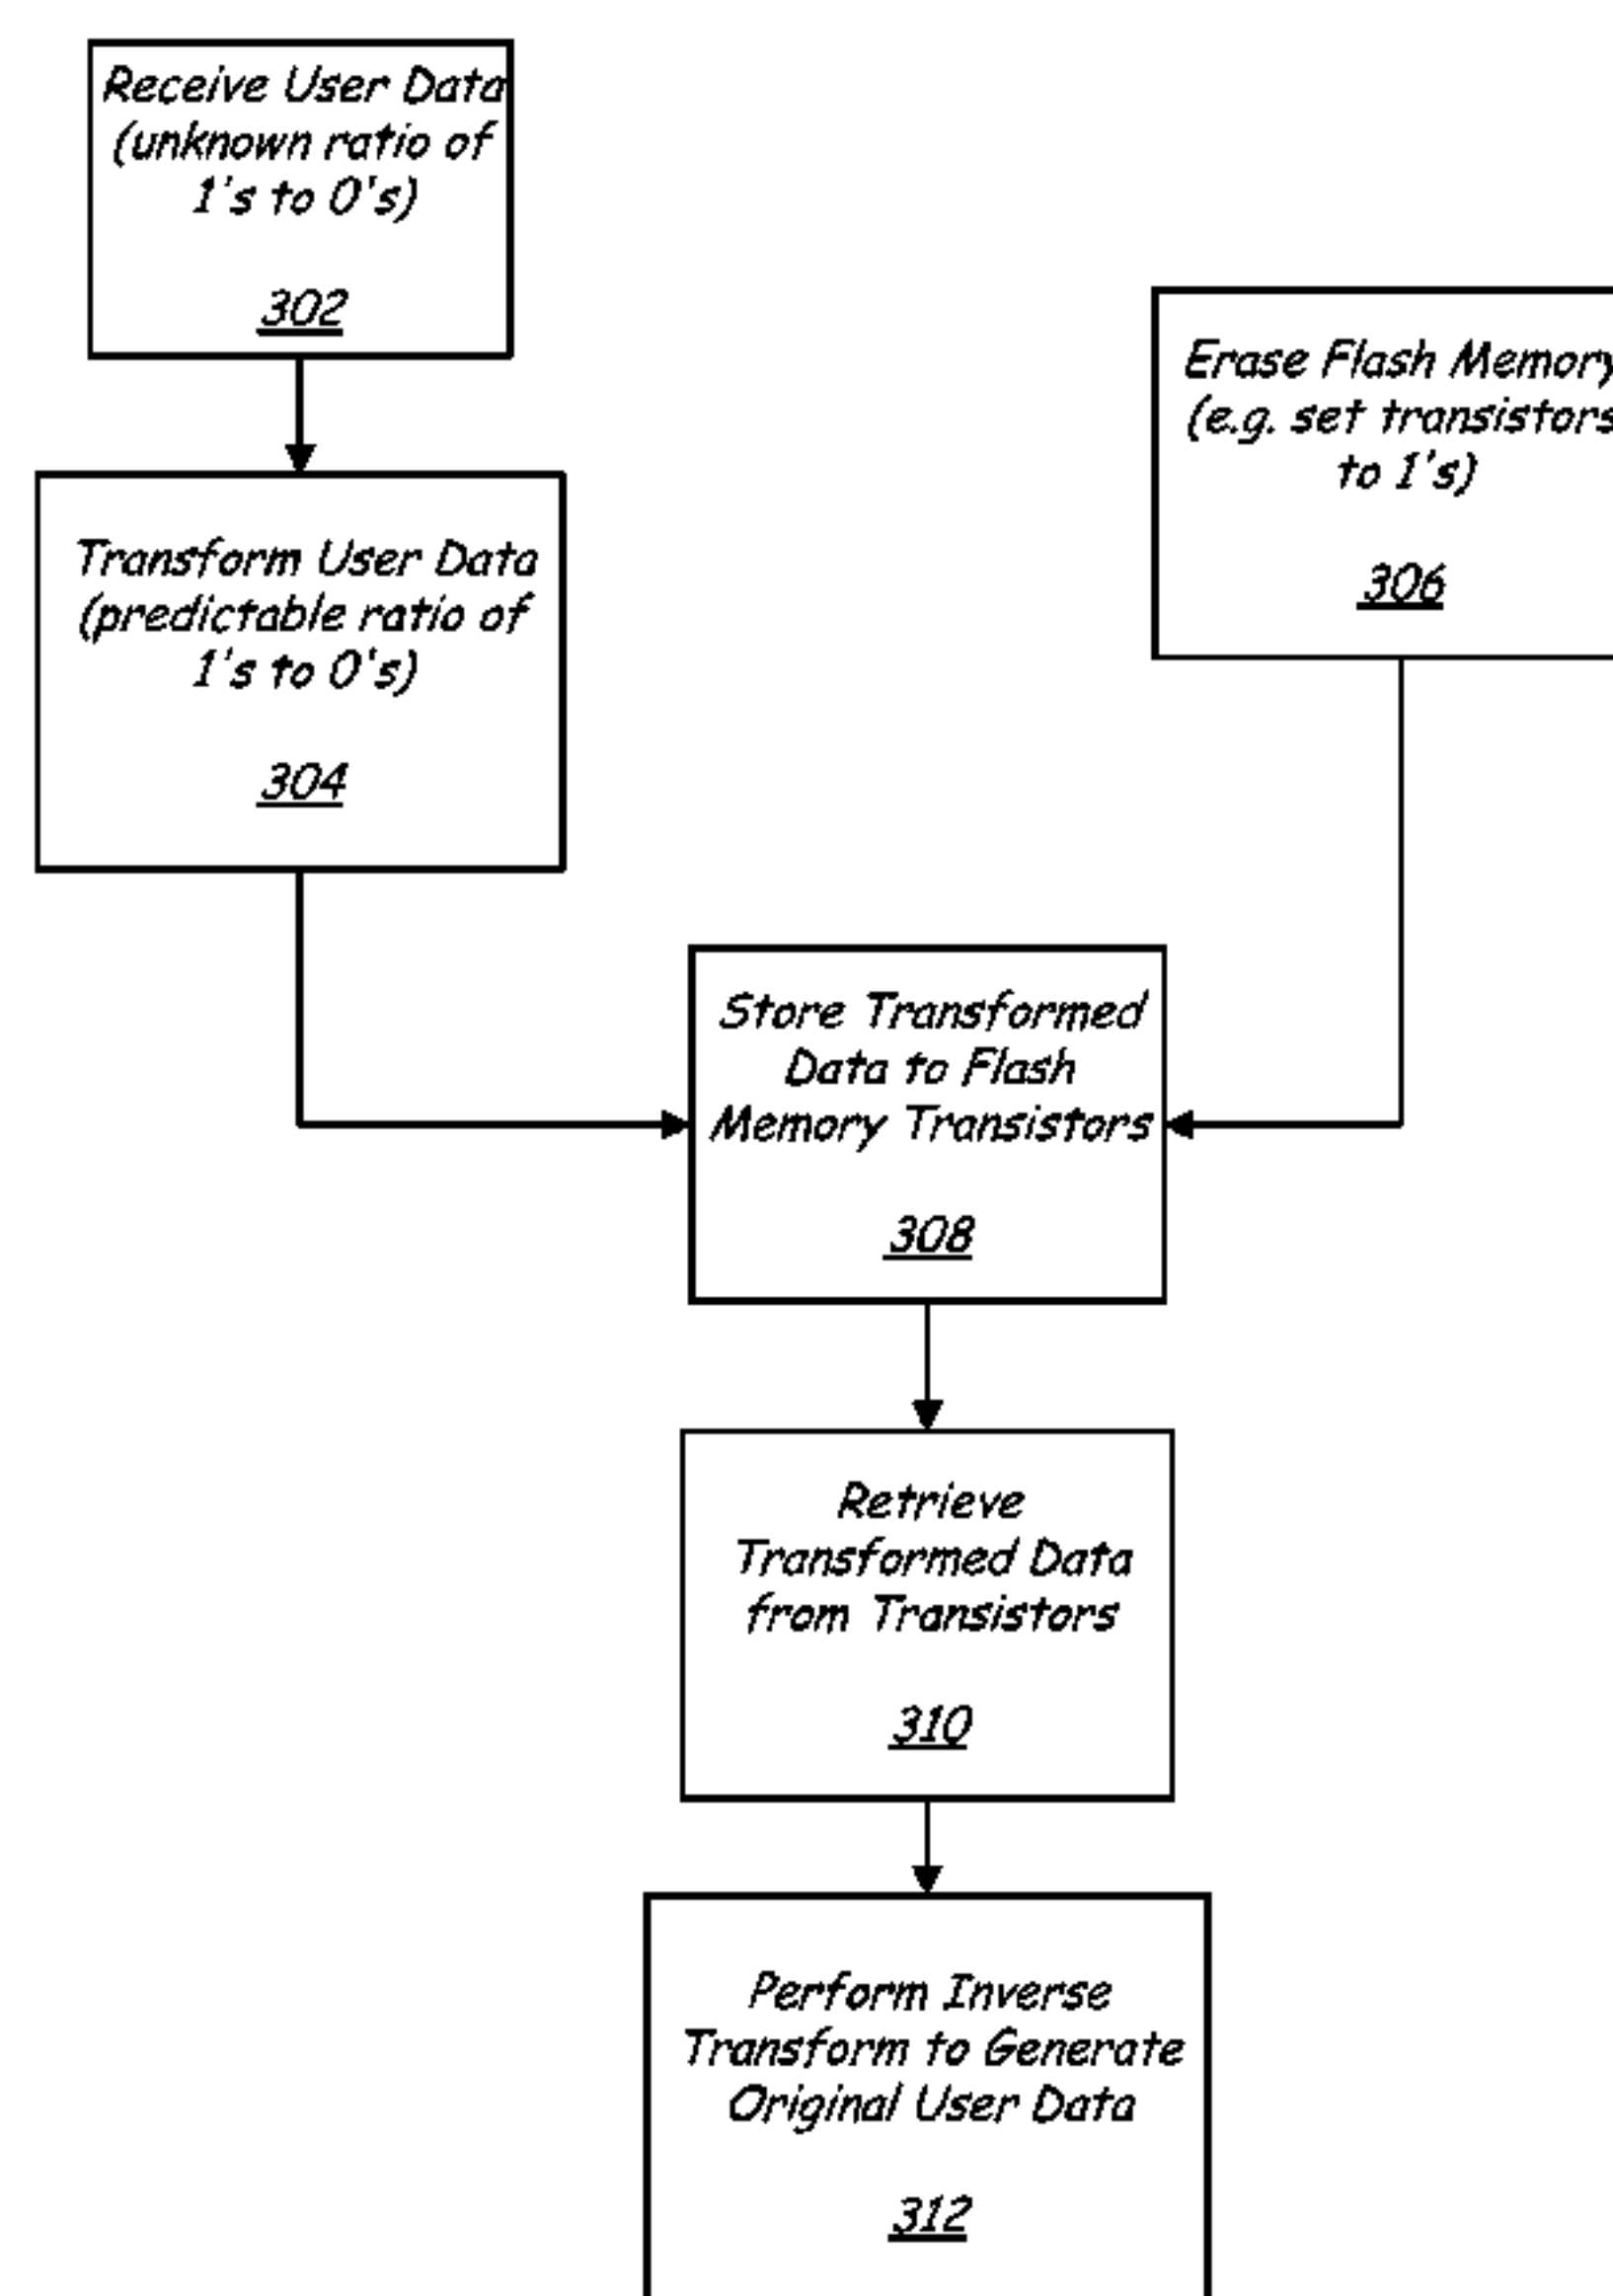 Receive User Data
(unknown ratio of
1's to 0's)
302
Transform User Data
(predictable ratio of
1's to 0's)
304
Erase Flash Memory
(e.g. set transistors
to 1's)
306
Store Transformed
Data to Flash
Memory Transistors
308
Retrieve
Transformed Data
from Transistors
310
Perform Inverse
Transform to Generate
Original User Data
312